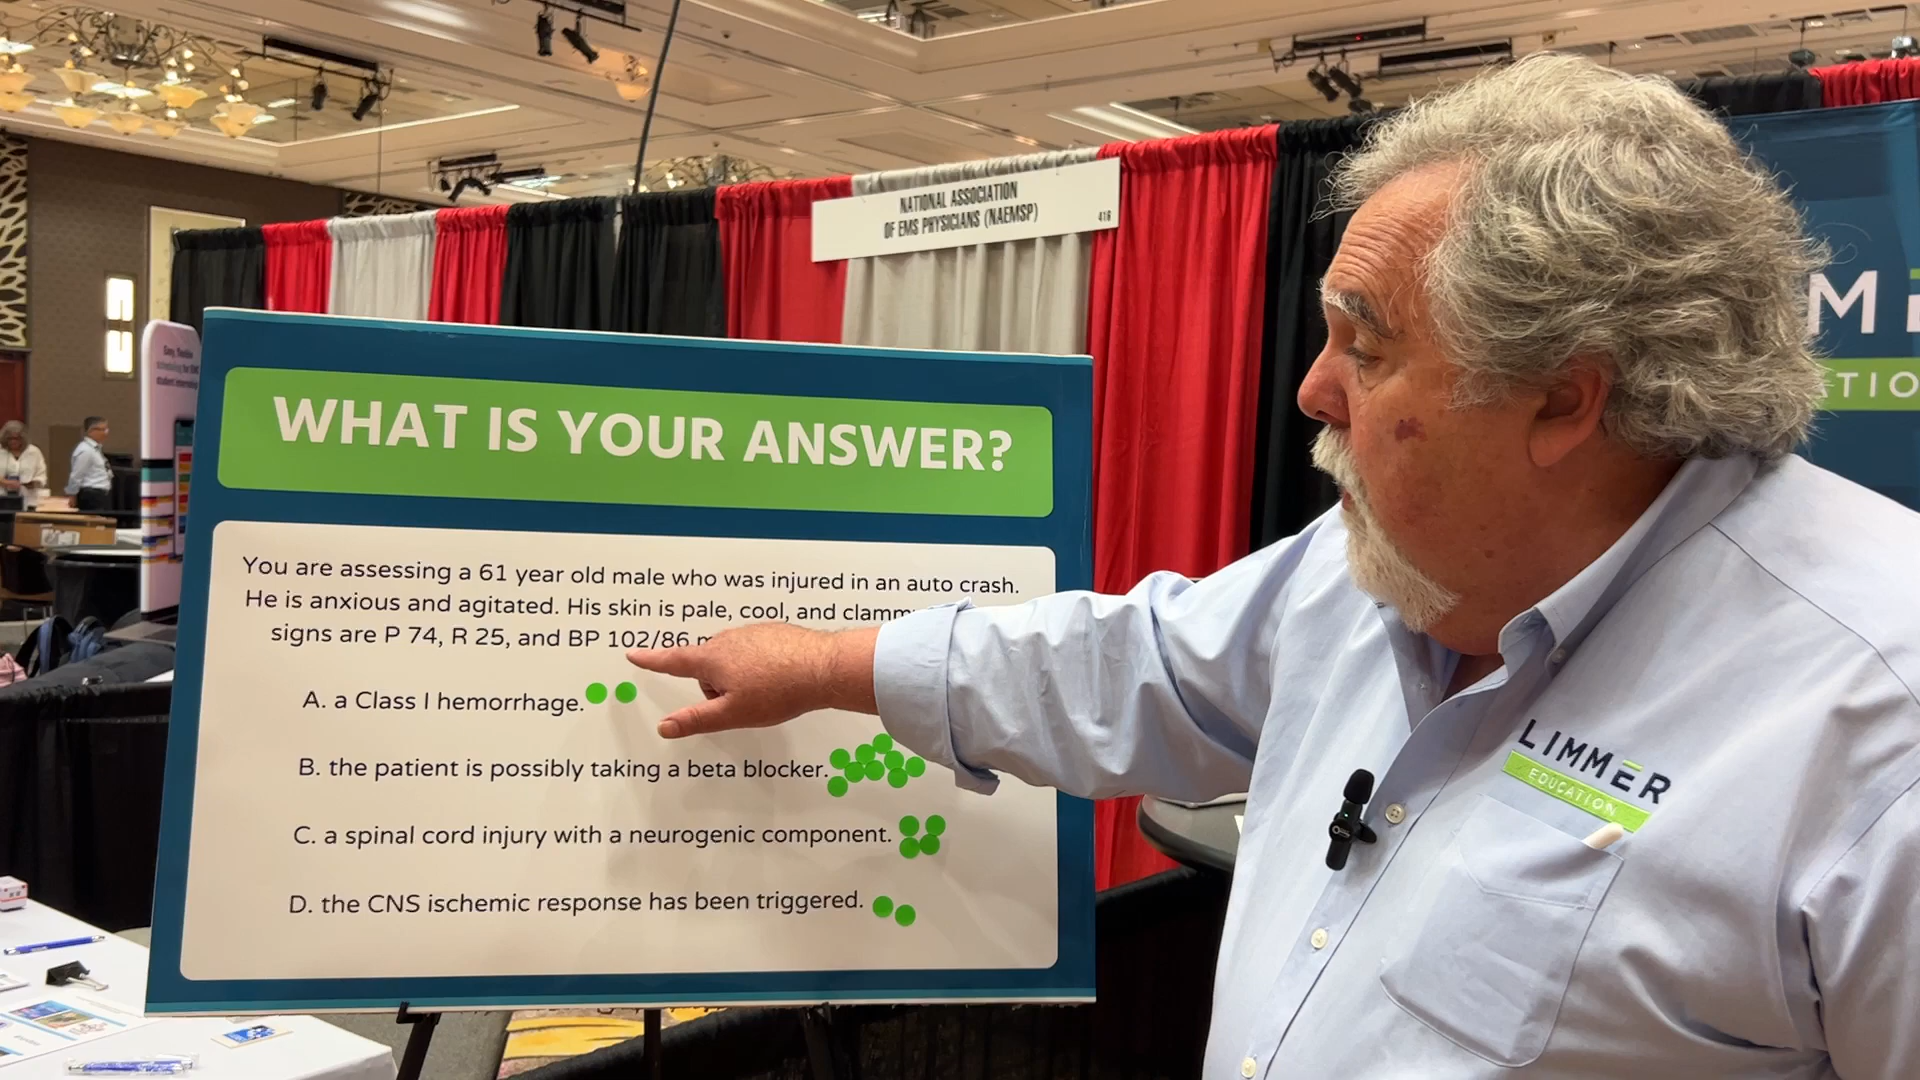 NATIONAL ASSOCIATION
OF EMS PHYSICIANS (NAEMSP)
416
WHAT IS YOUR ANSWER?
You are assessing a 61 year old male who was injured in an auto crash.
He is anxious and agitated. His skin is pale, cool, and clammy
signs are P 74, R 25, and BP 102/86
A. a Class I hemorrhage.
B. the patient is possibly taking a beta blocker.
C. a spinal cord injury with a neurogenic component.
D. the CNS ischemic response has been triggered.
LIMMER
EDUCATION